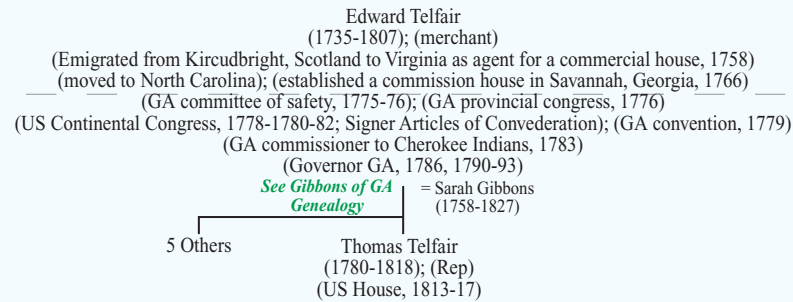 Edward Telfair
(1735-1807); (merchant)
(Emigrated from Kircudbright, Scotland to Virginia as agent for a commercial house, 1758)
(moved to North Carolina); (established a commission house in Savannah, Georgia, 1766)
(GA committee of safety, 1775-76); (GA provincial congress, 1776)
(US Continental Congress, 1778-1780-82; Signer Articles of Convederation); (GA convention, 1779)
(GA commissioner to Cherokee Indians, 1783)
(Governor GA, 1786, 1790-93)
See Gibbons of GA
Genealogy
= Sarah Gibbons
(1758-1827)
5 Others
Thomas Telfair
(1780-1818); (Rep)
(US House, 1813-17)